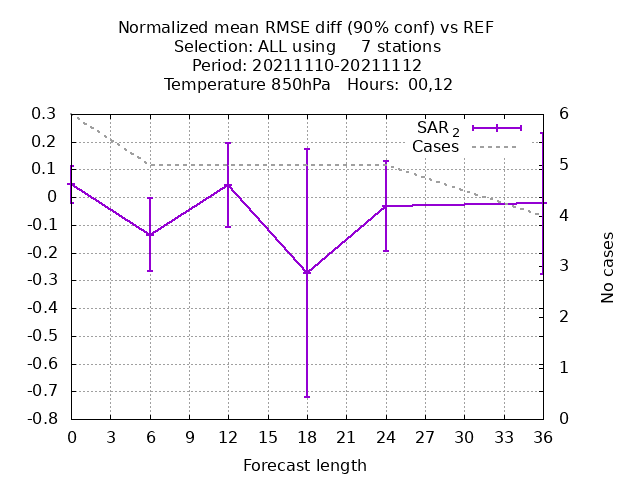 Normalized mean RMSE diff (90% conf) vs REF
Selection: ALL using     7 stations
Period: 20211110-20211112
Temperature 850hPa   Hours:  00,12
SAR 2
Cases
0.3
0.2
0.1
0
-0.1
-0.2
-0.3
-0.4
-0.5
-0.6
-0.7
-0.8
6
5
4
3
2
1
0
No cases
0 3 6 9 12 15 18 21 24 27 30 33 36
Forecast length